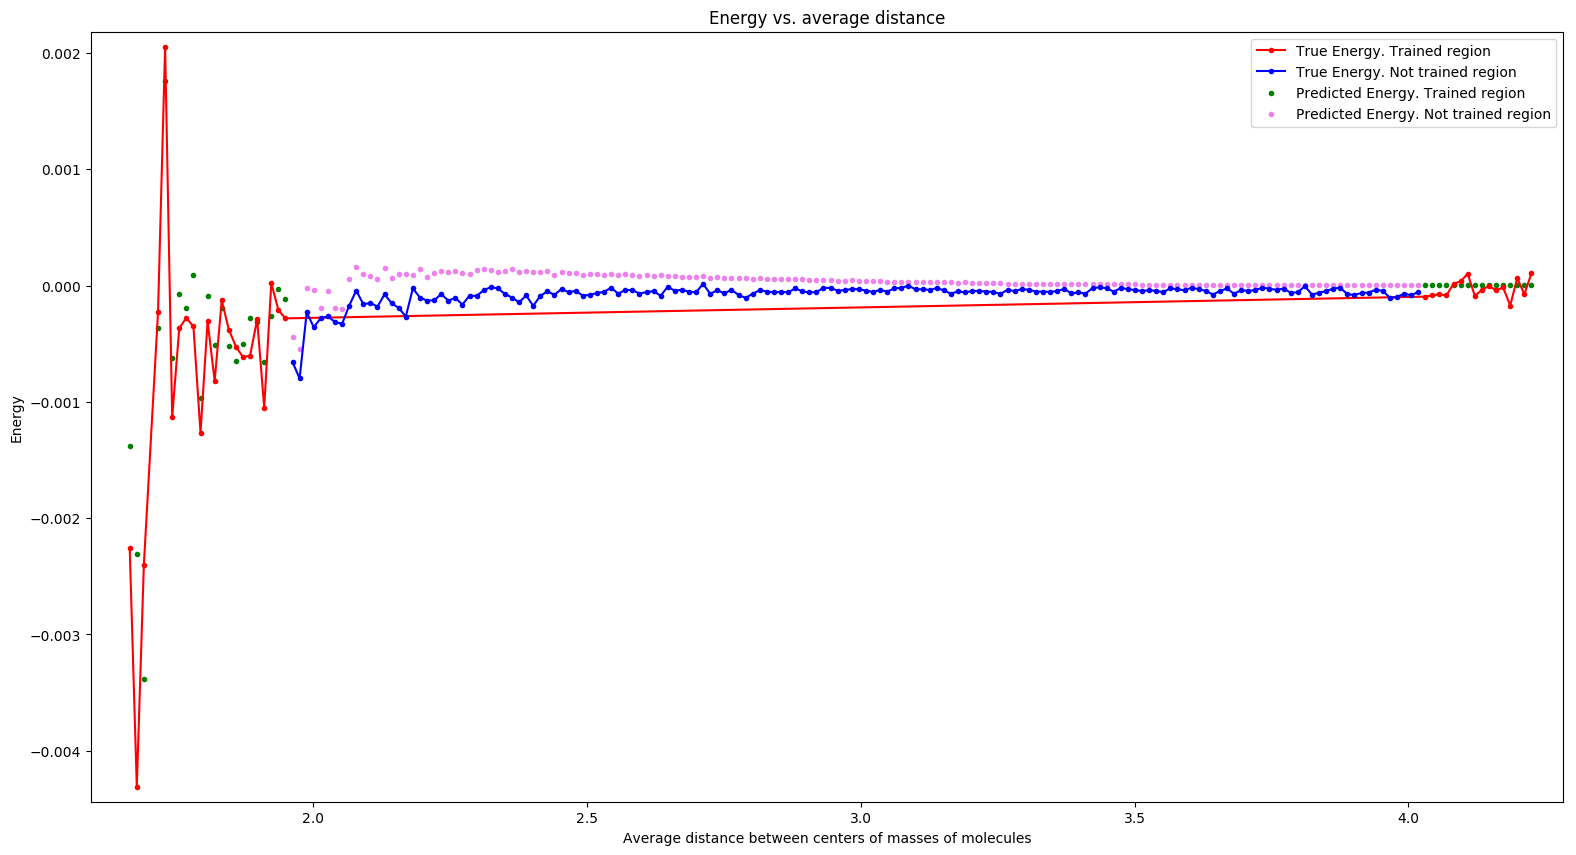 Energy vs. average distance
True Energy. Trained region
True Energy. Not trained region
Predicted Energy. Trained region
Predicted Energy. Not trained region
0.002
0.001
0.000
−0.001
−0.002
−0.003
−0.004
Energy
2.0 2.5 3.0 3.5 4.0
Average distance between centers of masses of molecules